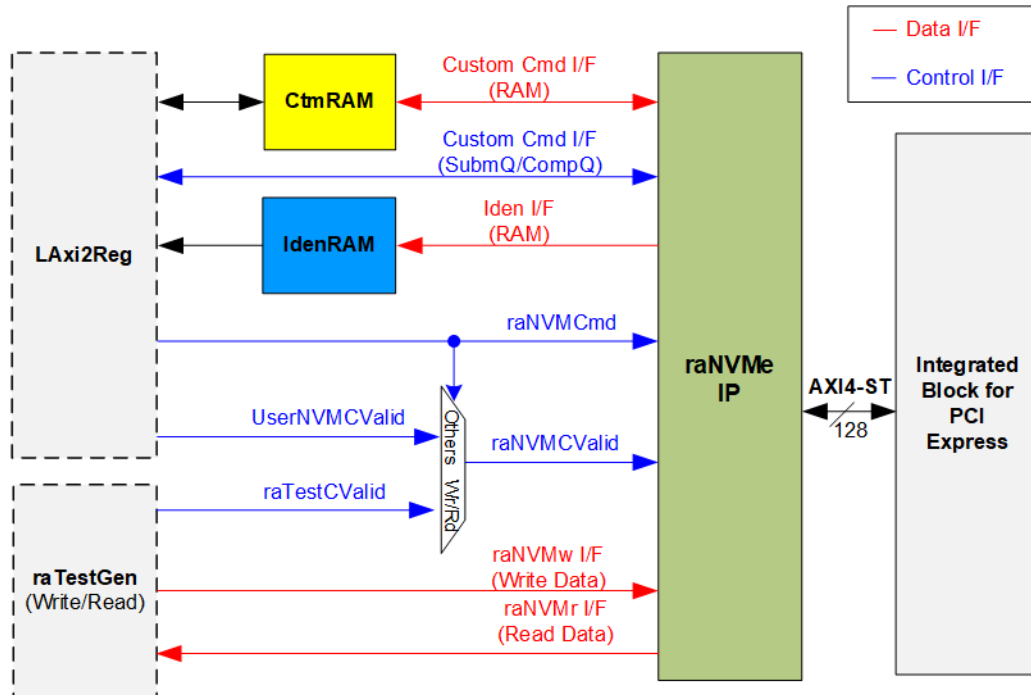 Data I/F
Control I/F
CtmRAM
Custom Cmd I/F
(RAM)
Custom Cmd I/F
(SubmQ/CompQ)
IdenRAM
Iden I/F
(RAM)
LAxi2Reg
raNVMCmd
raNVMe
IP
AXI4-ST
128
Integrated
Block for
PCI
Express
UserNVMCValid
Others Wr/Rd
raNVMCValid
raTestCValid
raTestGen
(Write/Read)
raNVMw I/F
(Write Data)
raNVMr I/F
(Read Data)